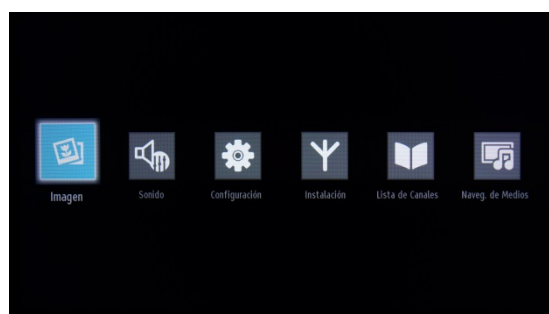 Imagen
Sonido
Configuración
Instalación
Lista de Canales
Naveg. de Medios